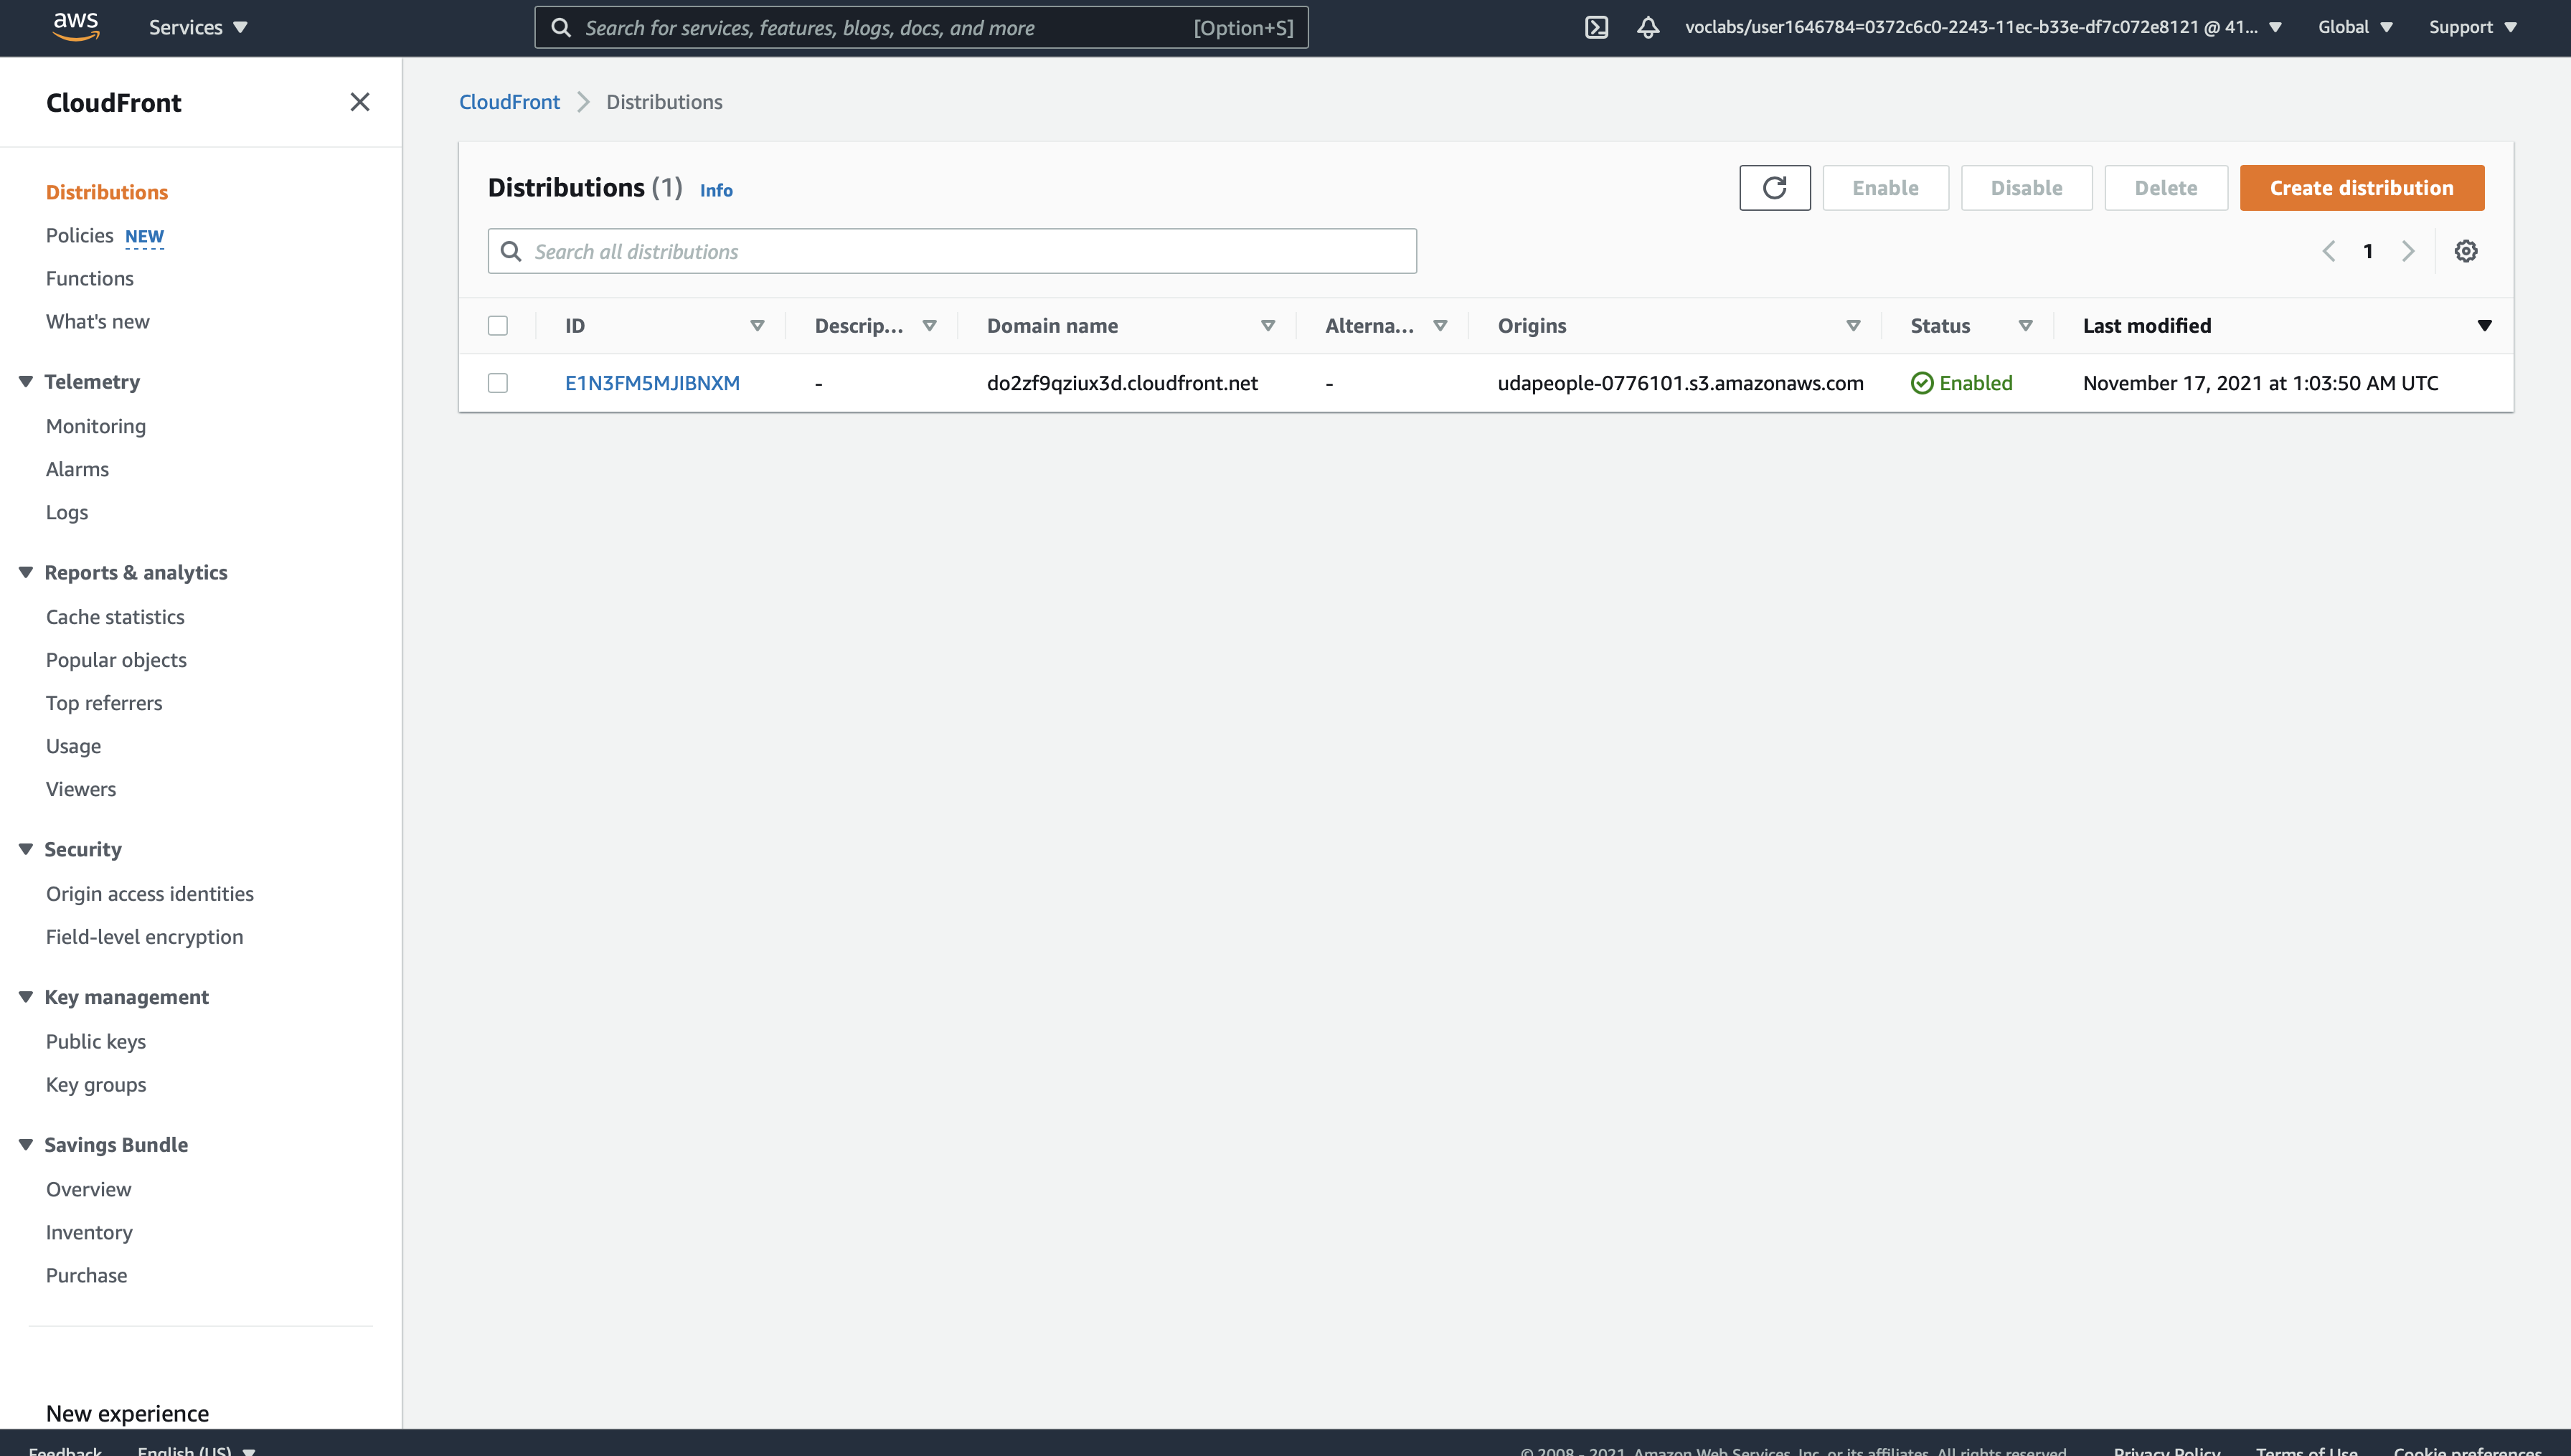 aws
Services
Search for services, features, blogs, docs, and more [Option+S]
voclabs/user1646784=0372c6c0-2243-11ec-b33e-df7c072e8121 @ 41...
Global
Support
CloudFront
Distributions
Policies NEW
Functions
What's new
Telemetry
Monitoring
Alarms
Logs
Reports & analytics
Cache statistics
Popular objects
Top referrers
Usage
Viewers
Security
Origin access identities
Field-level encryption
Key management
Public keys
Key groups
Savings Bundle
Overview
Inventory
Purchase
New experience
CloudFront Distributions
Distributions (1) Info
Enable Disable Delete Create distribution
Search all distributions
1
ID Descrip... Domain name Alterna... Origins Status Last modified
E1N3FM5MJIBNXM - do2zf9qziux3d.cloudfront.net - udapeople-0776101.s3.amazonaws.com Enabled November 17, 2021 at 1:03:50 AM UTC
Feedback English (US) © 2008 - 2021, Amazon Web Services, Inc. or its affiliates. All rights reserved. Privacy Policy Terms of Use Cookie preferences